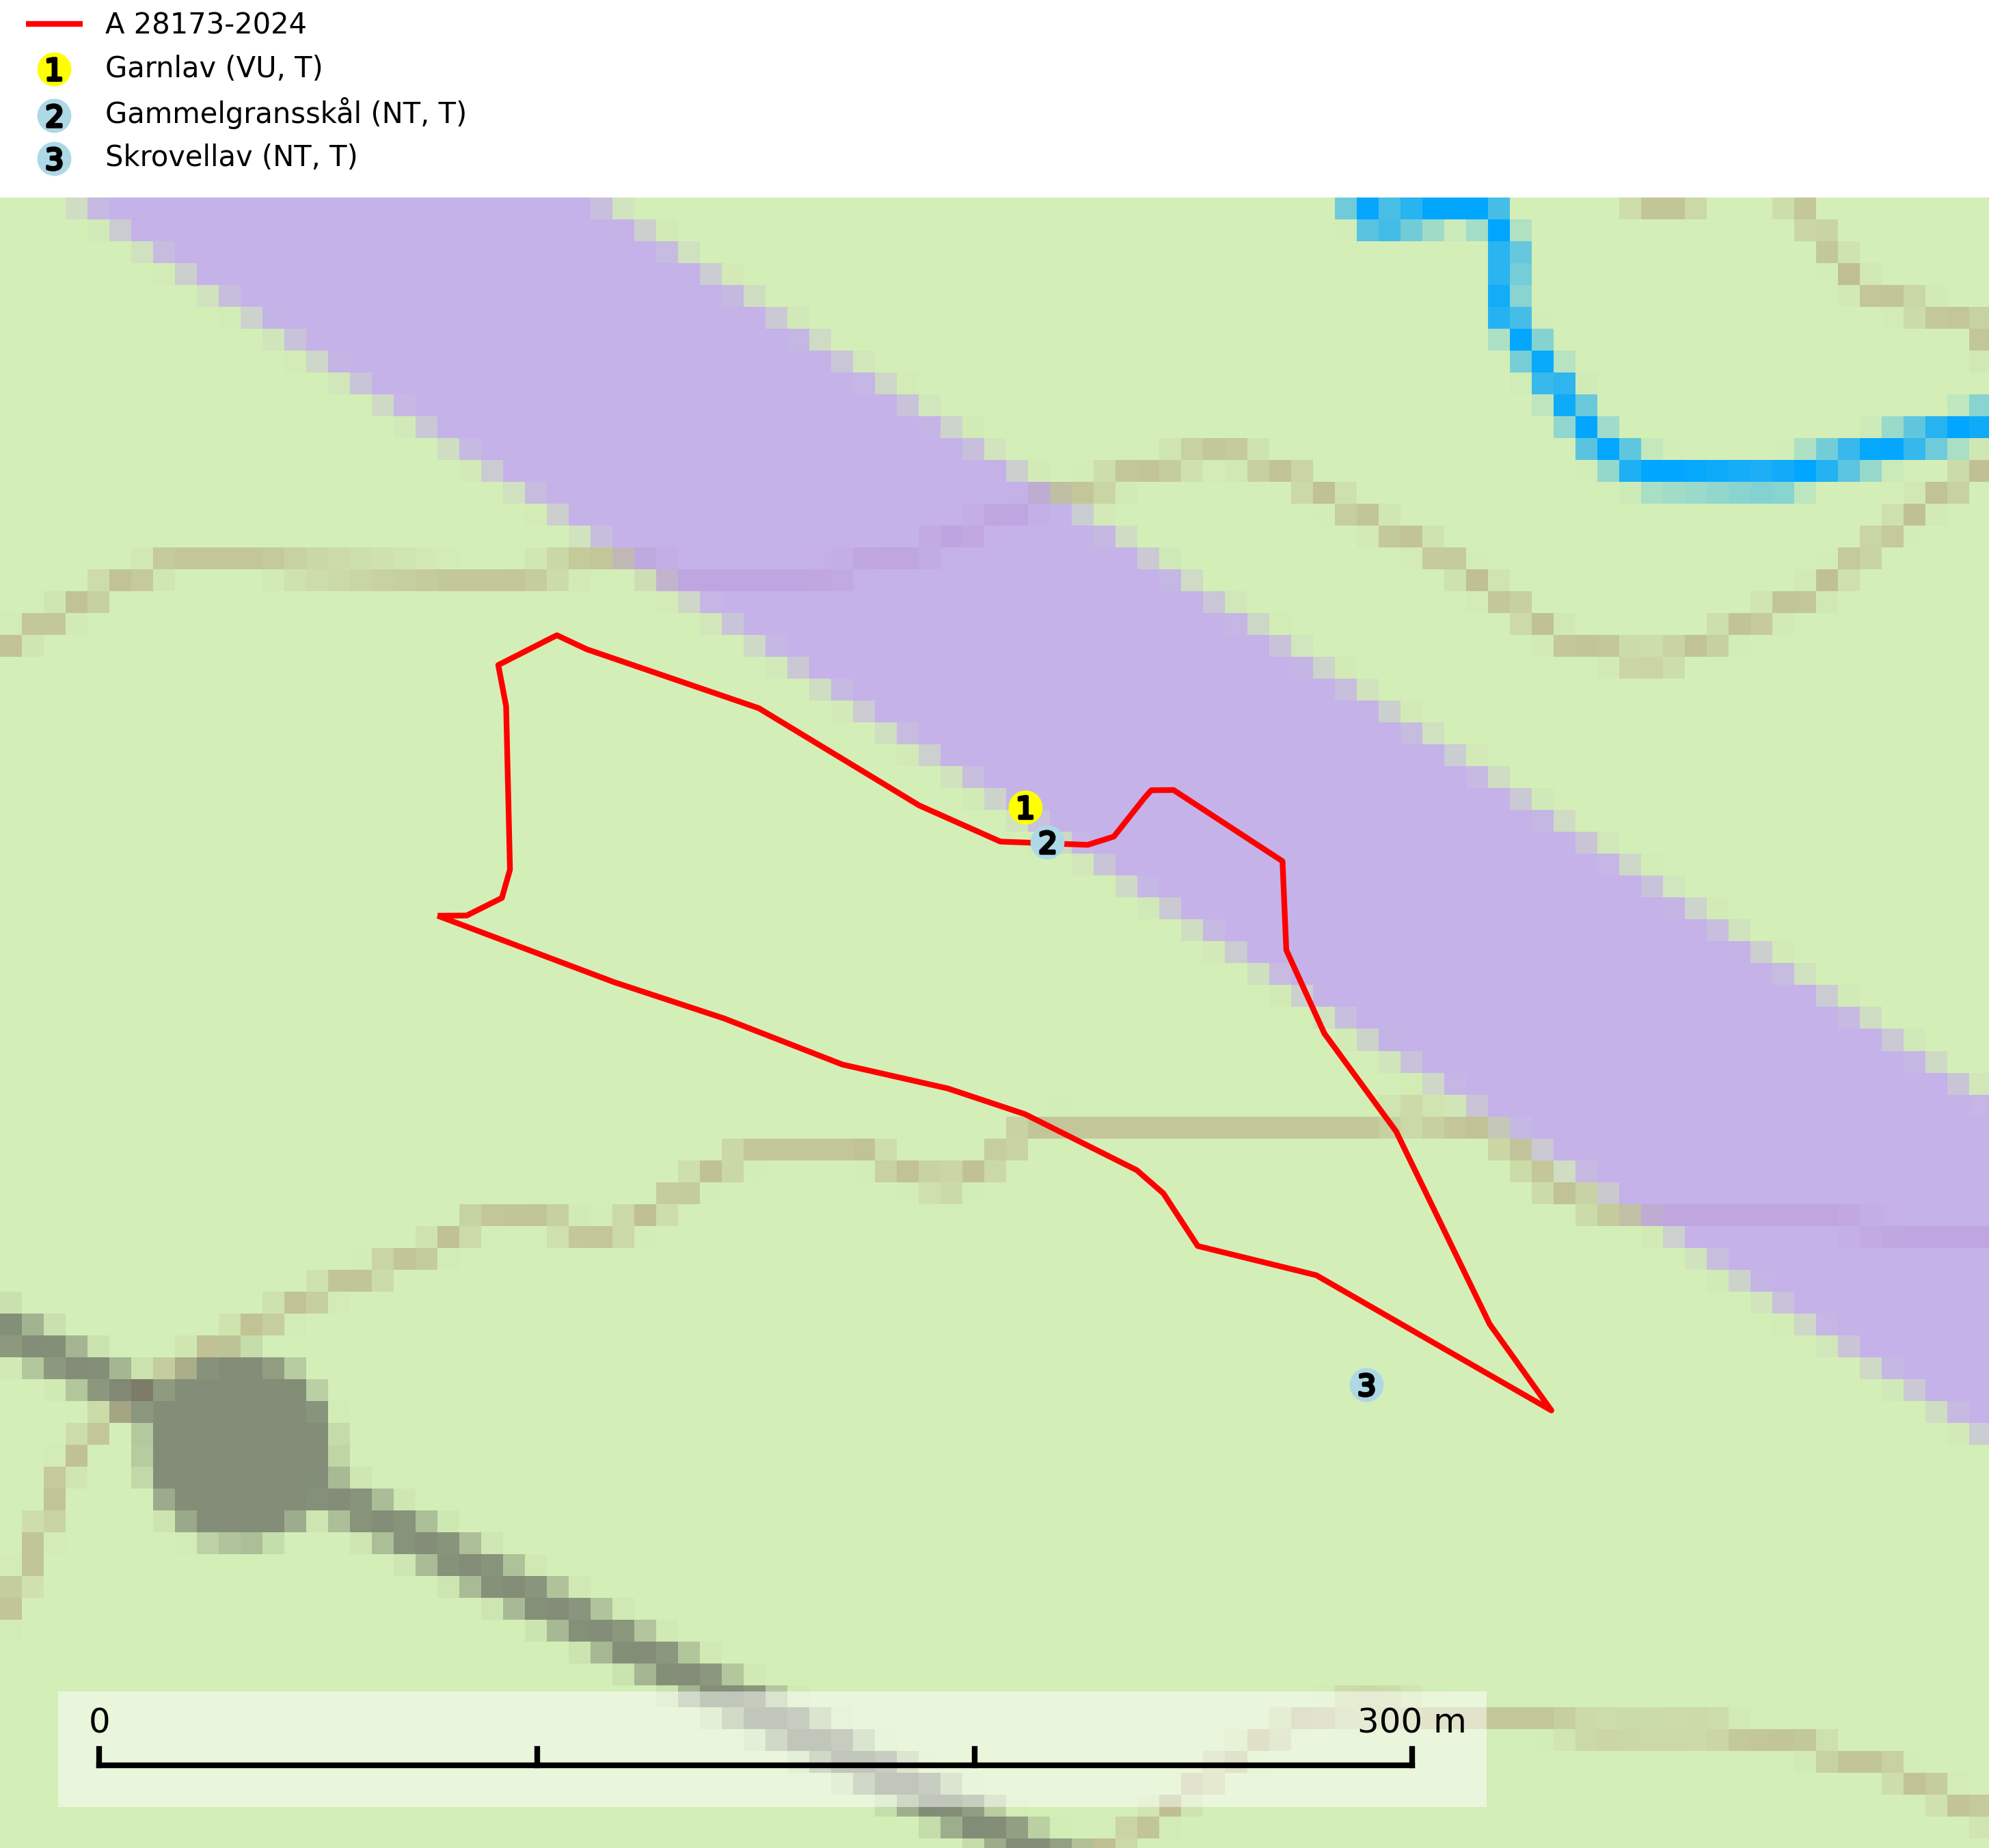 A 28173-2024
1 Garnlav (VU, T)
2 Gammelgransskål (NT, T)
3 Skrovellav (NT, T)
1
2
3
0 300 m